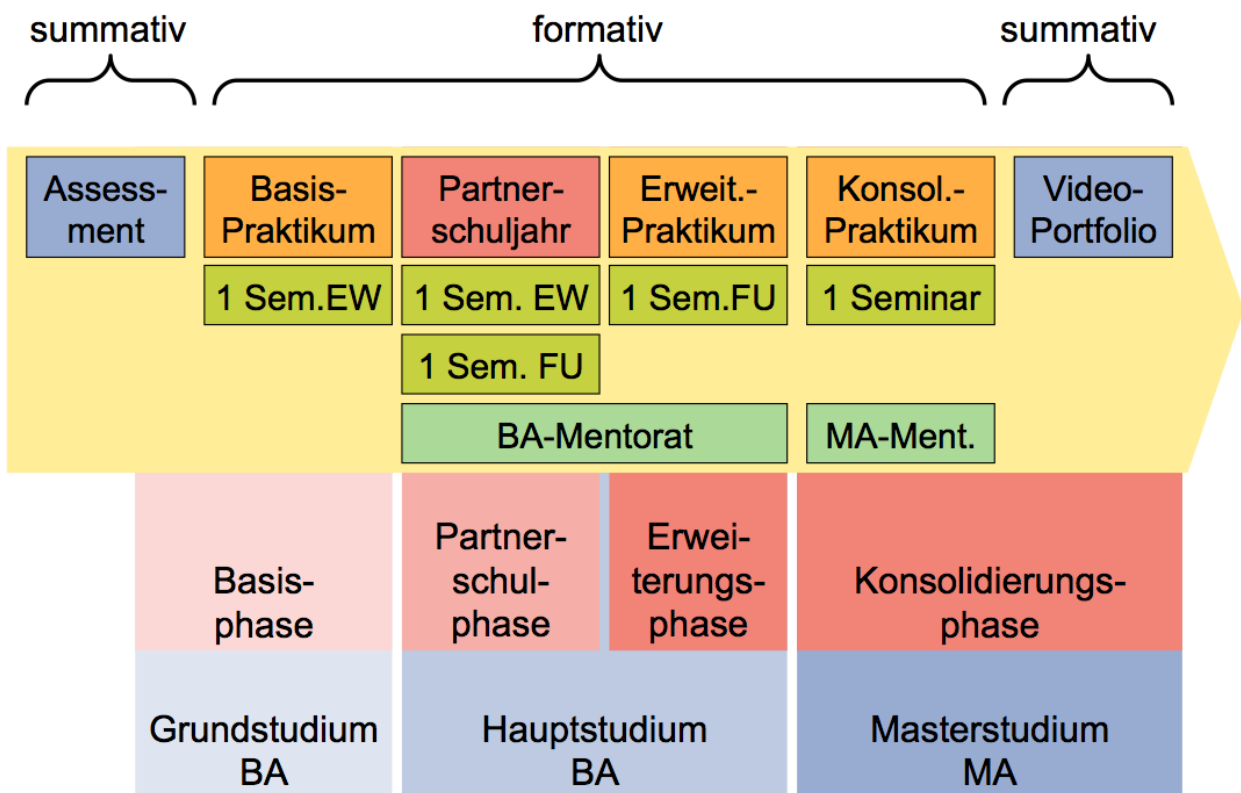 summativ
formativ
summativ
Assess-
ment
Basis-
Praktikum
Partner-
schuljahr
Erweit.-
Praktikum
Konsol.-
Praktikum
Video-
Portfolio
1 Sem.EW
1 Sem. EW
1 Sem.FU
1 Seminar
1 Sem. FU
BA-Mentorat
MA-Ment.
Basis-
phase
Partner-
schul-
phase
Erwei-
terungs-
phase
Konsolidierungs-
phase
Grundstudium
BA
Hauptstudium
BA
Masterstudium
MA